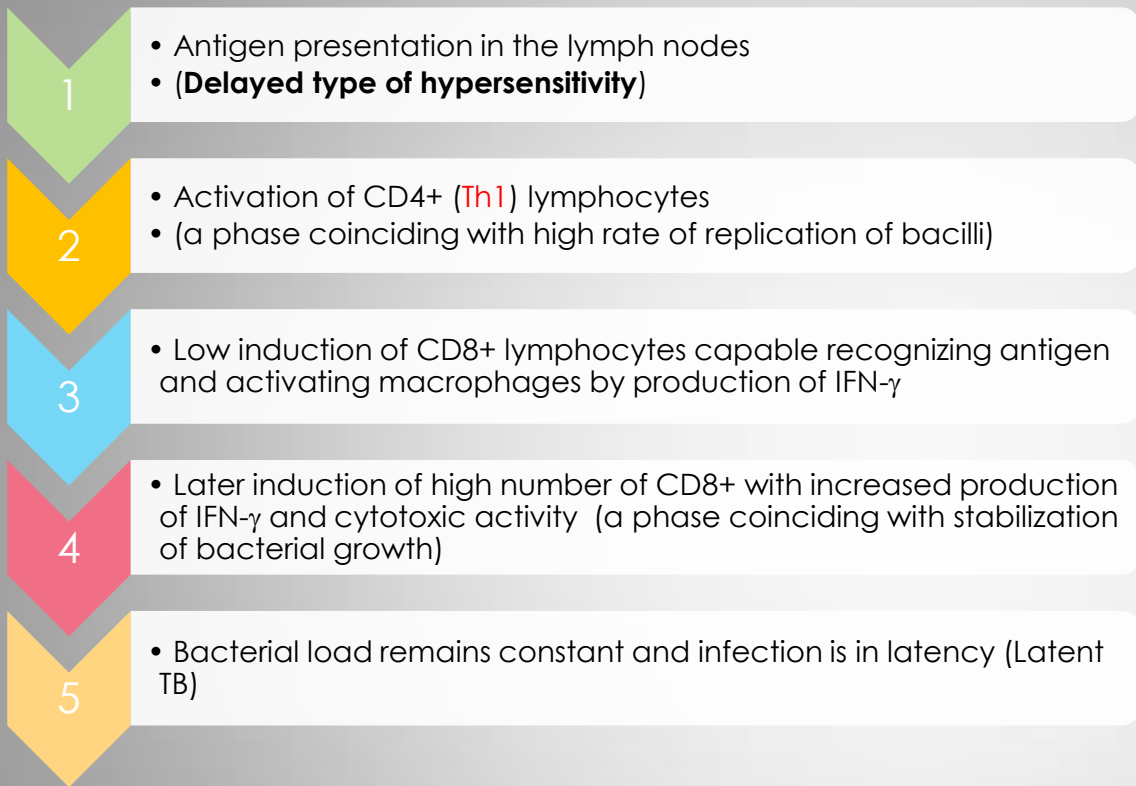 1
• Antigen presentation in the lymph nodes
• (Delayed type of hypersensitivity)
2
• Activation of CD4+ (Th1) lymphocytes
• (a phase coinciding with high rate of replication of bacilli)
3
• Low induction of CD8+ lymphocytes capable recognizing antigen
and activating macrophages by production of IFN-γ
4
• Later induction of high number of CD8+ with increased production
of IFN-γ and cytotoxic activity (a phase coinciding with stabilization
of bacterial growth)
5
• Bacterial load remains constant and infection is in latency (Latent
TB)